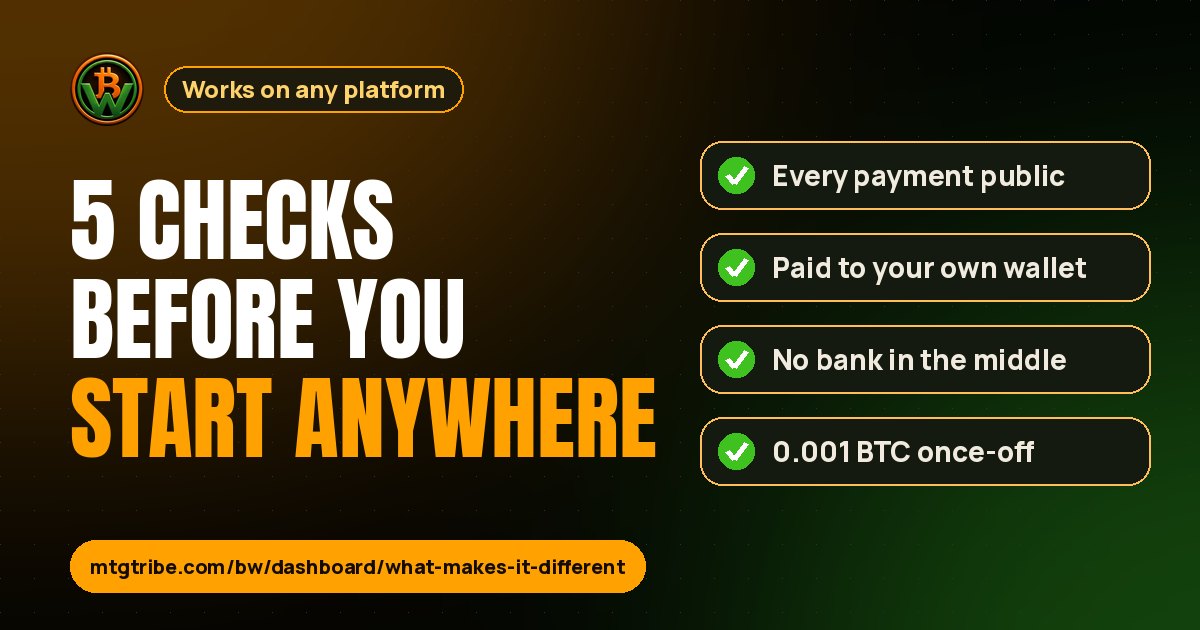 Works on any platform
5 CHECKS
BEFORE YOU
START ANYWHERE
Every payment public
Paid to your own wallet
No bank in the middle
0.001 BTC once-off
mtgtribe.com/bw/dashboard/what-makes-it-different